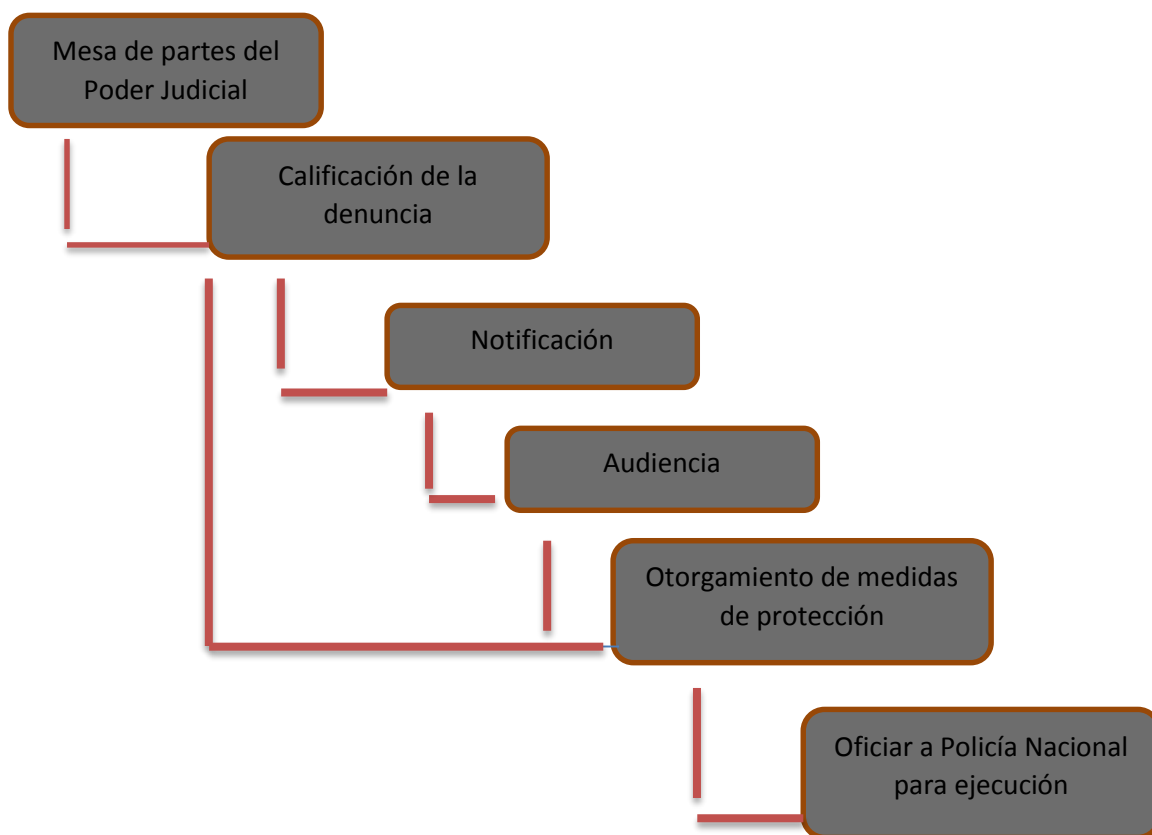 Mesa de partes del
Poder Judicial
Calificación de la
denuncia
Notificación
Audiencia
Otorgamiento de medidas
de protección
Oficiar a Policía Nacional
para ejecución